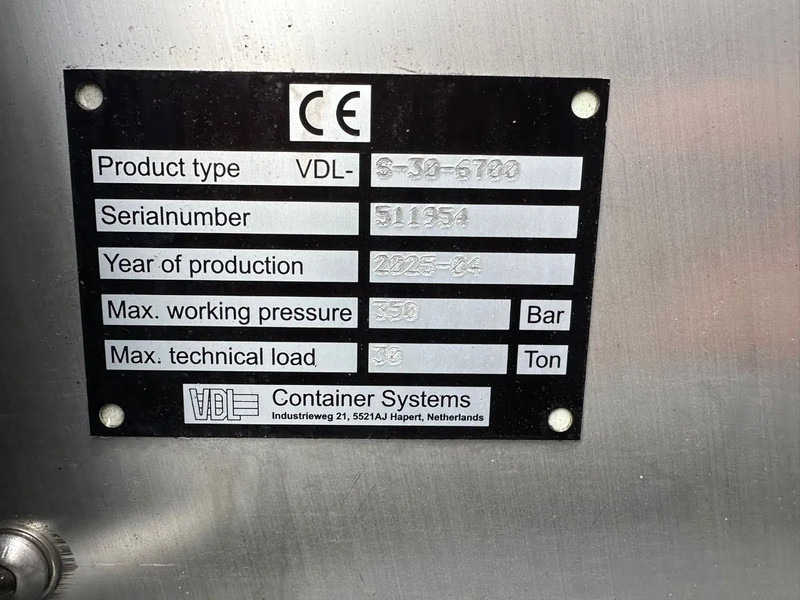 CE
Product type VDL- S-30-6700
Serialnumber 511954
Year of production 2025-04
Max. working pressure 350 Bar
Max. technical load 30 Ton
VDL Container Systems
Industrieweg 21, 5521AJ Hapert, Netherlands